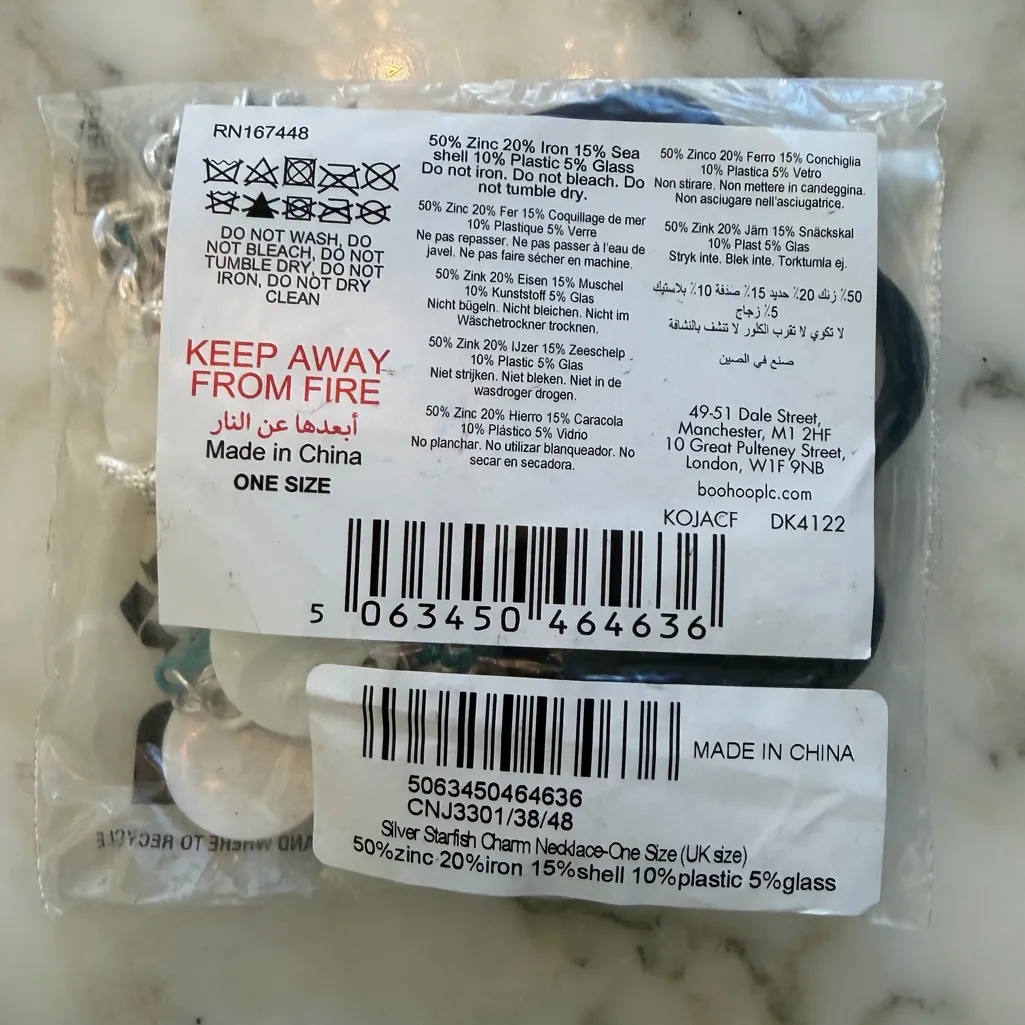 RN167448
DO NOT WASH, DO
NOT BLEACH, DO NOT
TUMBLE DRY, DO NOT
IRON, DO NOT DRY
CLEAN
KEEP AWAY
FROM FIRE
أبعدها عن النار
Made in China
ONE SIZE
50% Zinc 20% Iron 15% Sea
shell 10% Plastic 5% Glass
Do not iron. Do not bleach. Do
not tumble dry.
50% Zinc 20% Fer 15% Coquillage de mer
10% Plastique 5% Verre
Ne pas repasser. Ne pas passer à l'eau de
javel. Ne pas faire sécher en machine.
50% Zink 20% Eisen 15% Muschel
10% Kunststoff 5% Glas
Nicht bügeln. Nicht bleichen. Nicht im
Wäschetrockner trocknen.
50% Zink 20% IJzer 15% Zeeschelp
10% Plastic 5% Glas
Niet strijken. Niet bleken. Niet in de
wasdroger drogen.
50% Zinc 20% Hierro 15% Caracola
10% Plástico 5% Vidrio
No planchar. No utilizar blanqueador. No
secar en secadora.
50% Zinco 20% Ferro 15% Conchiglia
10% Plastica 5% Vetro
Non stirare. Non mettere in candeggina.
Non asciugare nell'asciugatrice.
50% Zink 20% Järn 15% Snäckskal
10% Plast 5% Glas
Stryk inte. Blek inte. Torktumla ej.
50٪ زنك 20٪ حديد 15٪ صدفة 10٪ بلاستيك
5٪ زجاج
لا تكوي لا تقرب الكلور لا تنشف بالنشافة
صنع في الصين
49-51 Dale Street,
Manchester, M1 2HF
10 Great Pulteney Street,
London, W1F 9NB
boohooplc.com
KOJACF DK4122
5 063450 464636
MADE IN CHINA
5063450464636
CNJ3301/38/48
Silver Starfish Charm Necklace-One Size (UK size)
50%zinc 20%iron 15%shell 10%plastic 5%glass
AND WHERE TO RECYCLE